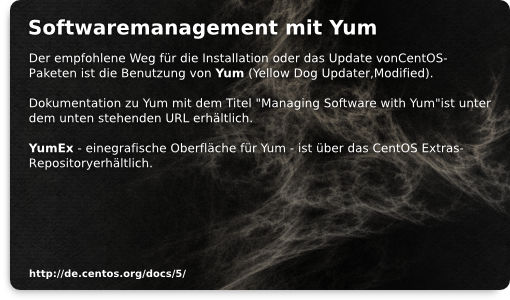 Softwaremanagement mit Yum
Der empfohlene Weg für die Installation oder das Update vonCentOS-
Paketen ist die Benutzung von Yum (Yellow Dog Updater,Modified).
Dokumentation zu Yum mit dem Titel "Managing Software with Yum"ist unter
dem unten stehenden URL erhältlich.
YumEx - einegrafische Oberfläche für Yum - ist über das CentOS Extras-
Repositoryerhältlich.
http://de.centos.org/docs/5/